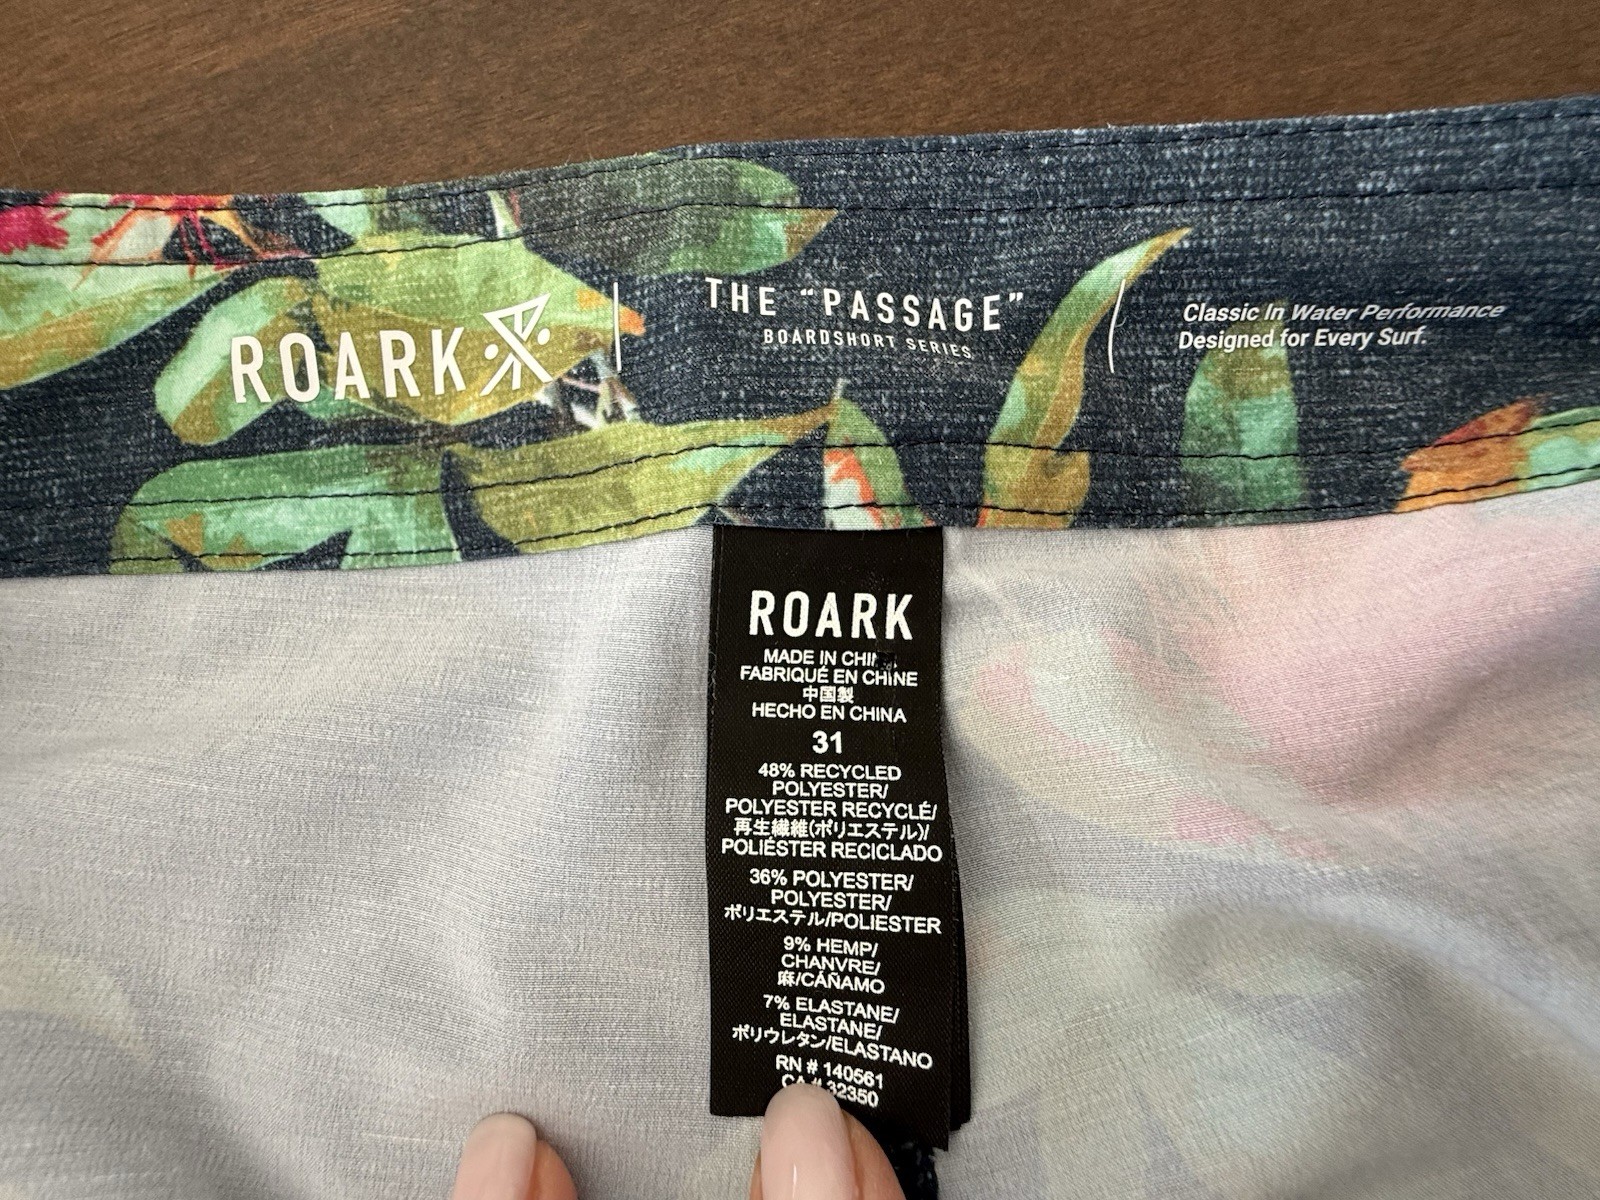 ROARK
THE “PASSAGE”
BOARDSHORT SERIES
Classic In Water Performance
Designed for Every Surf.
ROARK
MADE IN CHINA
FABRIQUÉ EN CHINE
中国製
HECHO EN CHINA
31
48% RECYCLED
POLYESTER/
POLYESTER RECYCLÉ/
再生繊維(ポリエステル)/
POLIÉSTER RECICLADO
36% POLYESTER/
POLYESTER/
ポリエステル/POLIESTER
9% HEMP/
CHANVRE/
麻/CÁÑAMO
7% ELASTANE/
ELASTANE/
ポリウレタン/ELASTANO
RN # 140561
CA # 32350